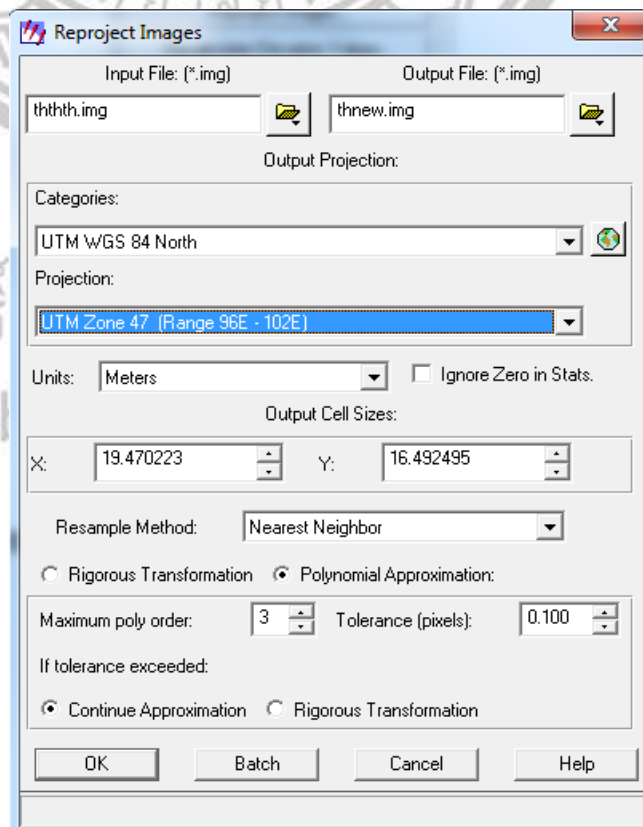 Reproject Images
Input File: (*.img) Output File: (*.img)
ththth.img thnew.img
Output Projection:
Categories:
UTM WGS 84 North
Projection:
UTM Zone 47 (Range 96E - 102E)
Units: Meters Ignore Zero in Stats.
Output Cell Sizes:
X: 19.470223 Y: 16.492495
Resample Method: Nearest Neighbor
Rigorous Transformation Polynomial Approximation:
Maximum poly order: 3 Tolerance (pixels): 0.100
If tolerance exceeded:
Continue Approximation Rigorous Transformation
OK Batch Cancel Help